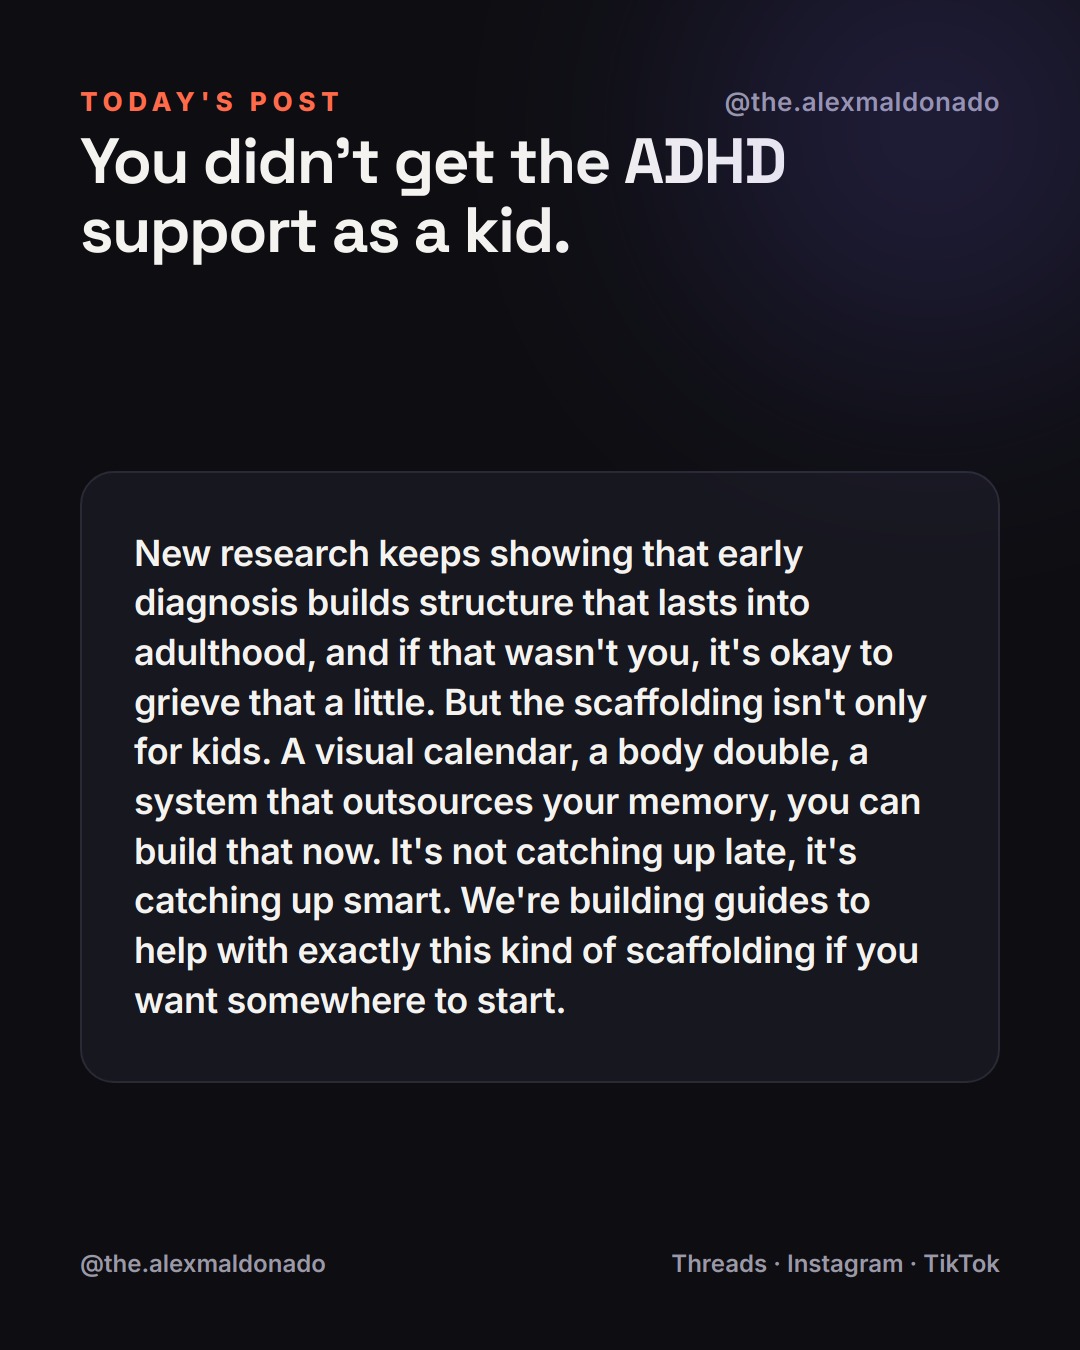 TODAY'S POST
@the.alexmaldonado
You didn’t get the ADHD
support as a kid.
New research keeps showing that early
diagnosis builds structure that lasts into
adulthood, and if that wasn't you, it's okay to
grieve that a little. But the scaffolding isn't only
for kids. A visual calendar, a body double, a
system that outsources your memory, you can
build that now. It's not catching up late, it's
catching up smart. We're building guides to
help with exactly this kind of scaffolding if you
want somewhere to start.
@the.alexmaldonado
Threads · Instagram · TikTok